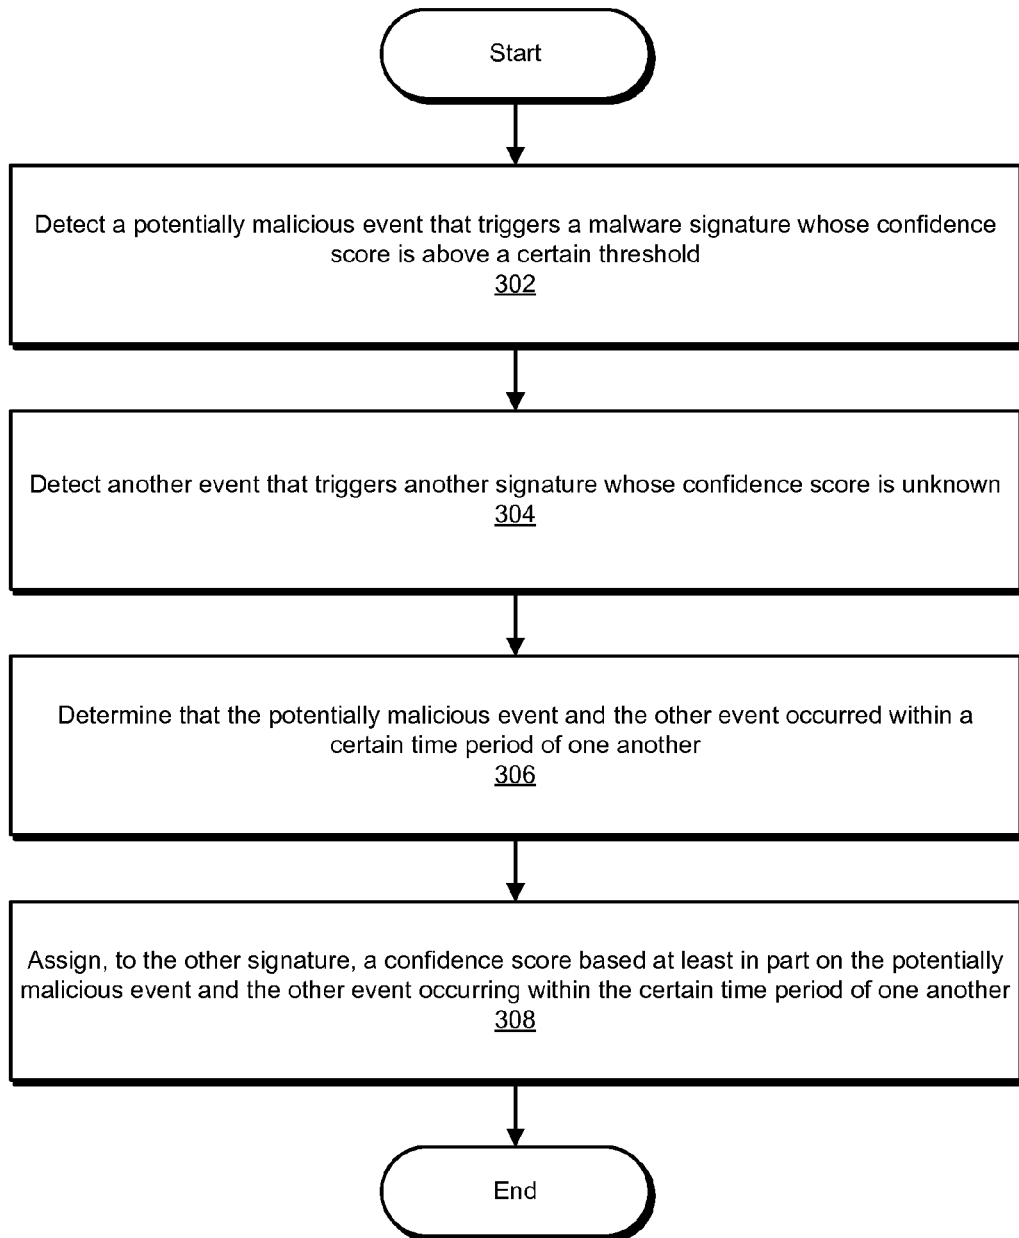 Start
Detect a potentially malicious event that triggers a malware signature whose confidence
score is above a certain threshold
302
Detect another event that triggers another signature whose confidence score is unknown
304
Determine that the potentially malicious event and the other event occurred within a
certain time period of one another
306
Assign, to the other signature, a confidence score based at least in part on the potentially
malicious event and the other event occurring within the certain time period of one another
308
End